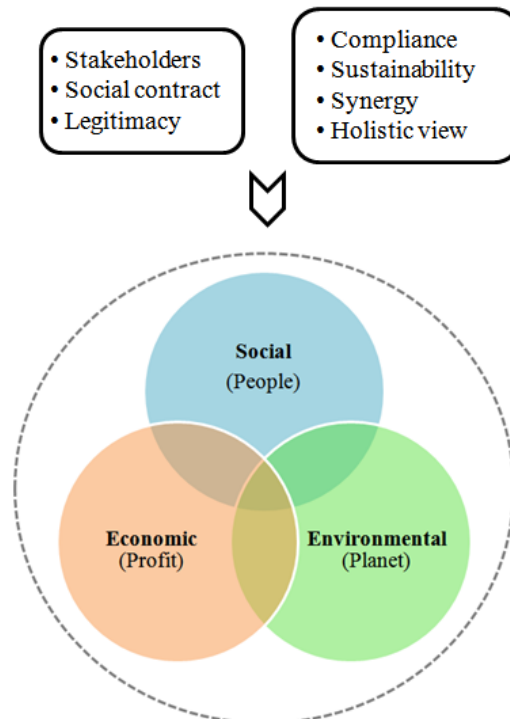 • Stakeholders
• Social contract
• Legitimacy
• Compliance
• Sustainability
• Synergy
• Holistic view
Social
(People)
Economic
(Profit)
Environmental
(Planet)